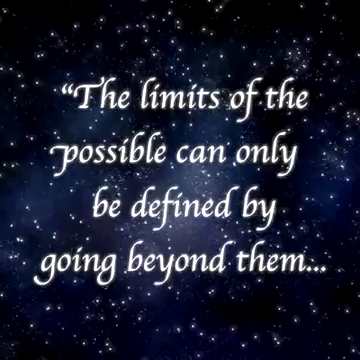 “The limits of the
possible can only
be defined by
going beyond them...